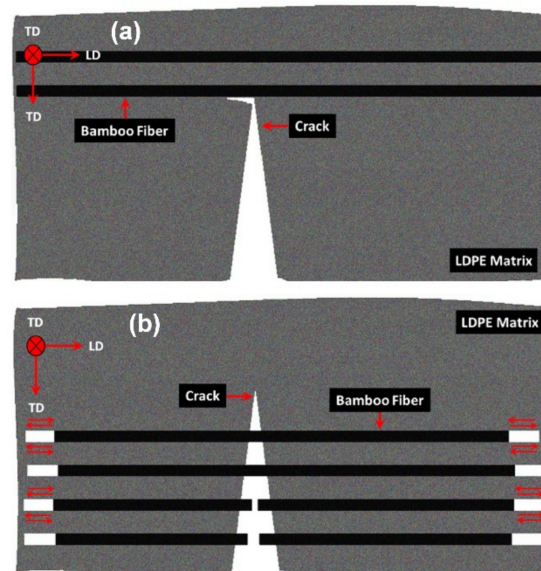 (a)
TD
LD
TD
Bamboo Fiber
Crack
LDPE Matrix
(b)
LDPE Matrix
TD
LD
TD
Crack
Bamboo Fiber